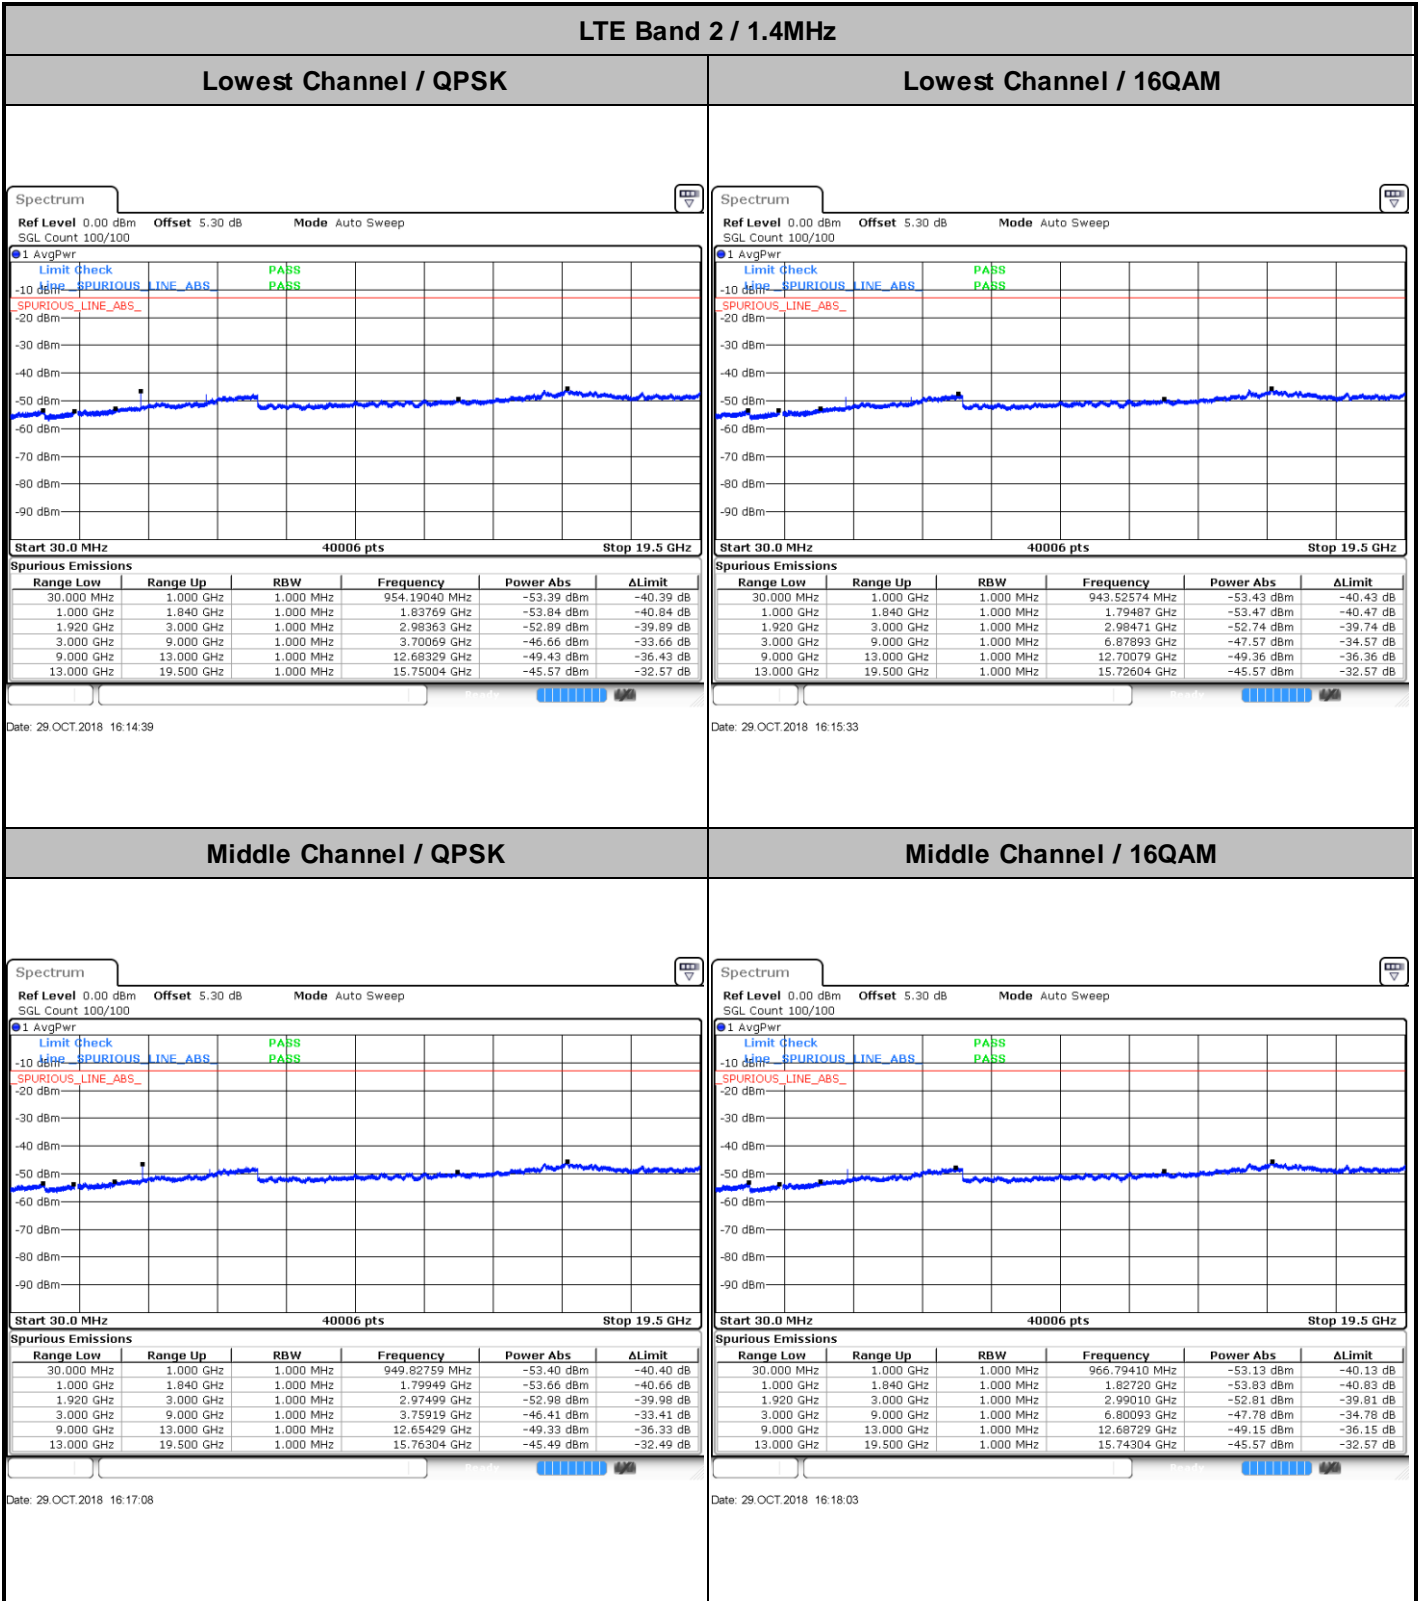 LTE Band 2 / 1.4MHz
Lowest Channel / QPSK
Lowest Channel / 16QAM
Spectrum
Ref Level 0.00 dBm Offset 5.30 dB Mode Auto Sweep
SGL Count 100/100
1 AvgPwr
Limit Check PASS
Line _SPURIOUS_LINE_ABS_ PASS
-10 dBm
_SPURIOUS_LINE_ABS_
-20 dBm
-30 dBm
-40 dBm
-50 dBm
-60 dBm
-70 dBm
-80 dBm
-90 dBm
Start 30.0 MHz 40006 pts Stop 19.5 GHz
Spurious Emissions
Range Low Range Up RBW Frequency Power Abs ΔLimit
30.000 MHz 1.000 GHz 1.000 MHz 954.19040 MHz -53.39 dBm -40.39 dB
1.000 GHz 1.840 GHz 1.000 MHz 1.83769 GHz -53.84 dBm -40.84 dB
1.920 GHz 3.000 GHz 1.000 MHz 2.98363 GHz -52.89 dBm -39.89 dB
3.000 GHz 9.000 GHz 1.000 MHz 3.70069 GHz -46.66 dBm -33.66 dB
9.000 GHz 13.000 GHz 1.000 MHz 12.68329 GHz -49.43 dBm -36.43 dB
13.000 GHz 19.500 GHz 1.000 MHz 15.75004 GHz -45.57 dBm -32.57 dB
Ready
Date: 29.OCT.2018 16:14:39
Spectrum
Ref Level 0.00 dBm Offset 5.30 dB Mode Auto Sweep
SGL Count 100/100
1 AvgPwr
Limit Check PASS
Line _SPURIOUS_LINE_ABS_ PASS
-10 dBm
_SPURIOUS_LINE_ABS_
-20 dBm
-30 dBm
-40 dBm
-50 dBm
-60 dBm
-70 dBm
-80 dBm
-90 dBm
Start 30.0 MHz 40006 pts Stop 19.5 GHz
Spurious Emissions
Range Low Range Up RBW Frequency Power Abs ΔLimit
30.000 MHz 1.000 GHz 1.000 MHz 943.52574 MHz -53.43 dBm -40.43 dB
1.000 GHz 1.840 GHz 1.000 MHz 1.79487 GHz -53.47 dBm -40.47 dB
1.920 GHz 3.000 GHz 1.000 MHz 2.98471 GHz -52.74 dBm -39.74 dB
3.000 GHz 9.000 GHz 1.000 MHz 6.87893 GHz -47.57 dBm -34.57 dB
9.000 GHz 13.000 GHz 1.000 MHz 12.70079 GHz -49.36 dBm -36.36 dB
13.000 GHz 19.500 GHz 1.000 MHz 15.72604 GHz -45.57 dBm -32.57 dB
Ready
Date: 29.OCT.2018 16:15:33
Middle Channel / QPSK
Middle Channel / 16QAM
Spectrum
Ref Level 0.00 dBm Offset 5.30 dB Mode Auto Sweep
SGL Count 100/100
1 AvgPwr
Limit Check PASS
Line _SPURIOUS_LINE_ABS_ PASS
-10 dBm
_SPURIOUS_LINE_ABS_
-20 dBm
-30 dBm
-40 dBm
-50 dBm
-60 dBm
-70 dBm
-80 dBm
-90 dBm
Start 30.0 MHz 40006 pts Stop 19.5 GHz
Spurious Emissions
Range Low Range Up RBW Frequency Power Abs ΔLimit
30.000 MHz 1.000 GHz 1.000 MHz 949.82759 MHz -53.40 dBm -40.40 dB
1.000 GHz 1.840 GHz 1.000 MHz 1.79949 GHz -53.66 dBm -40.66 dB
1.920 GHz 3.000 GHz 1.000 MHz 2.97499 GHz -52.98 dBm -39.98 dB
3.000 GHz 9.000 GHz 1.000 MHz 3.75919 GHz -46.41 dBm -33.41 dB
9.000 GHz 13.000 GHz 1.000 MHz 12.65429 GHz -49.33 dBm -36.33 dB
13.000 GHz 19.500 GHz 1.000 MHz 15.76304 GHz -45.49 dBm -32.49 dB
Ready
Date: 29.OCT.2018 16:17:08
Spectrum
Ref Level 0.00 dBm Offset 5.30 dB Mode Auto Sweep
SGL Count 100/100
1 AvgPwr
Limit Check PASS
Line _SPURIOUS_LINE_ABS_ PASS
-10 dBm
_SPURIOUS_LINE_ABS_
-20 dBm
-30 dBm
-40 dBm
-50 dBm
-60 dBm
-70 dBm
-80 dBm
-90 dBm
Start 30.0 MHz 40006 pts Stop 19.5 GHz
Spurious Emissions
Range Low Range Up RBW Frequency Power Abs ΔLimit
30.000 MHz 1.000 GHz 1.000 MHz 966.79410 MHz -53.13 dBm -40.13 dB
1.000 GHz 1.840 GHz 1.000 MHz 1.82720 GHz -53.83 dBm -40.83 dB
1.920 GHz 3.000 GHz 1.000 MHz 2.99010 GHz -52.81 dBm -39.81 dB
3.000 GHz 9.000 GHz 1.000 MHz 6.80093 GHz -47.78 dBm -34.78 dB
9.000 GHz 13.000 GHz 1.000 MHz 12.68729 GHz -49.15 dBm -36.15 dB
13.000 GHz 19.500 GHz 1.000 MHz 15.74304 GHz -45.57 dBm -32.57 dB
Ready
Date: 29.OCT.2018 16:18:03